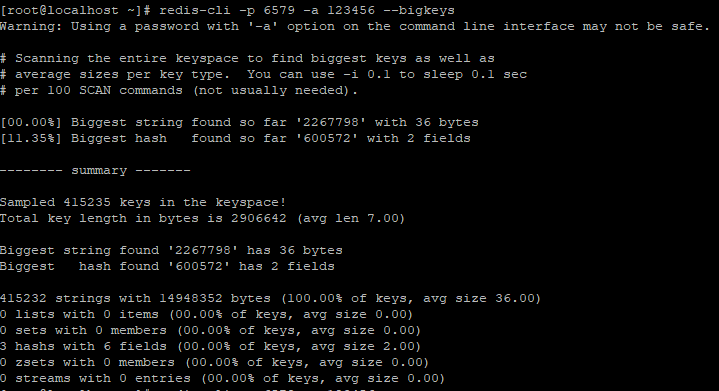 [root@localhost ~]# redis-cli -p 6579 -a 123456 --bigkeys
Warning: Using a password with '-a' option on the command line interface may not be safe.

# Scanning the entire keyspace to find biggest keys as well as
# average sizes per key type.  You can use -i 0.1 to sleep 0.1 sec
# per 100 SCAN commands (not usually needed).

[00.00%] Biggest string found so far '2267798' with 36 bytes
[11.35%] Biggest hash   found so far '600572' with 2 fields

-------- summary -------

Sampled 415235 keys in the keyspace!
Total key length in bytes is 2906642 (avg len 7.00)

Biggest string found '2267798' has 36 bytes
Biggest   hash found '600572' has 2 fields

415232 strings with 14948352 bytes (100.00% of keys, avg size 36.00)
0 lists with 0 items (00.00% of keys, avg size 0.00)
0 sets with 0 members (00.00% of keys, avg size 0.00)
3 hashs with 6 fields (00.00% of keys, avg size 2.00)
0 zsets with 0 members (00.00% of keys, avg size 0.00)
0 streams with 0 entries (00.00% of keys, avg size 0.00)